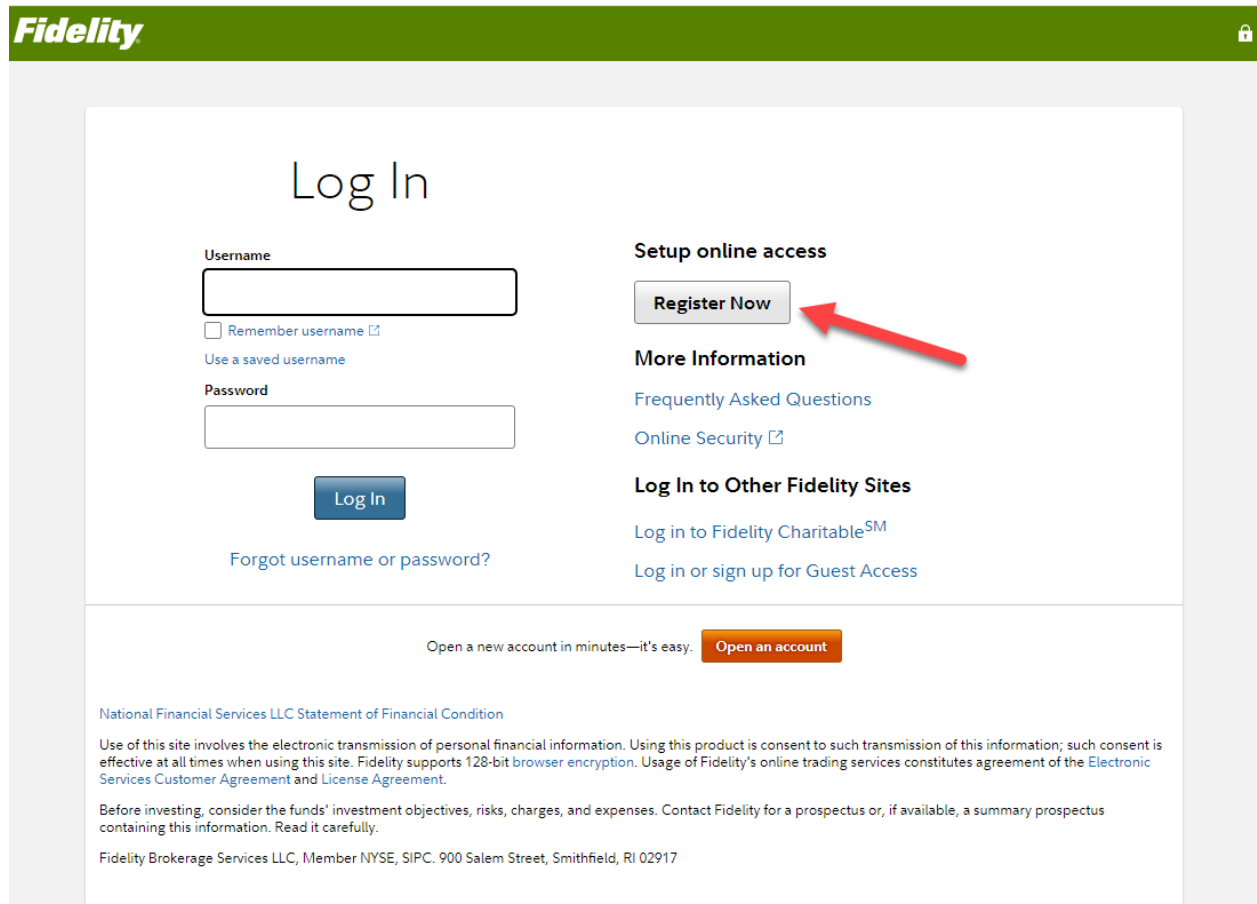 Fidelity
Log In
Username
Remember username
Use a saved username
Password
Log In
Forgot username or password?
Setup online access
Register Now
More Information
Frequently Asked Questions
Online Security
Log In to Other Fidelity Sites
Log in to Fidelity Charitable℠
Log in or sign up for Guest Access
Open a new account in minutes—it's easy. Open an account
National Financial Services LLC Statement of Financial Condition
Use of this site involves the electronic transmission of personal financial information. Using this product is consent to such transmission of this information; such consent is
effective at all times when using this site. Fidelity supports 128-bit browser encryption. Usage of Fidelity's online trading services constitutes agreement of the Electronic
Services Customer Agreement and License Agreement.
Before investing, consider the funds' investment objectives, risks, charges, and expenses. Contact Fidelity for a prospectus or, if available, a summary prospectus
containing this information. Read it carefully.
Fidelity Brokerage Services LLC, Member NYSE, SIPC. 900 Salem Street, Smithfield, RI 02917